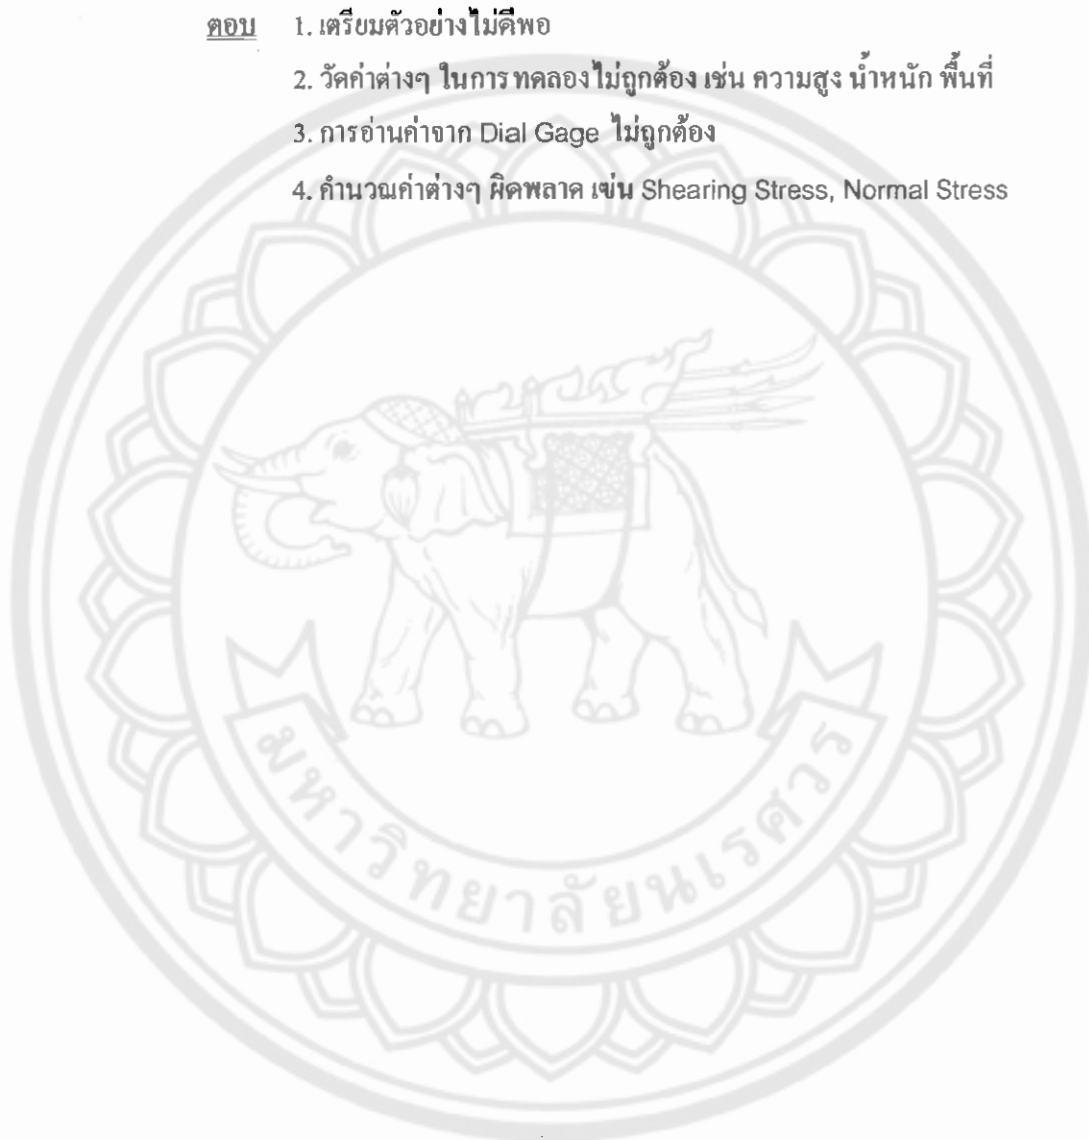 ตอบ 1. เตรียมตัวอย่างไม่ดีพอ
2. วัดค่าต่างๆ ในการ ทดลองไม่ถูกต้อง เช่น ความสูง น้ำหนัก พื้นที่
3. การอ่านค่าจาก Dial Gage ไม่ถูกต้อง
4. คำนวณค่าต่างๆ ผิดพลาด เช่น Shearing Stress, Normal Stress
มหาวิทยาลัยนเรศวร